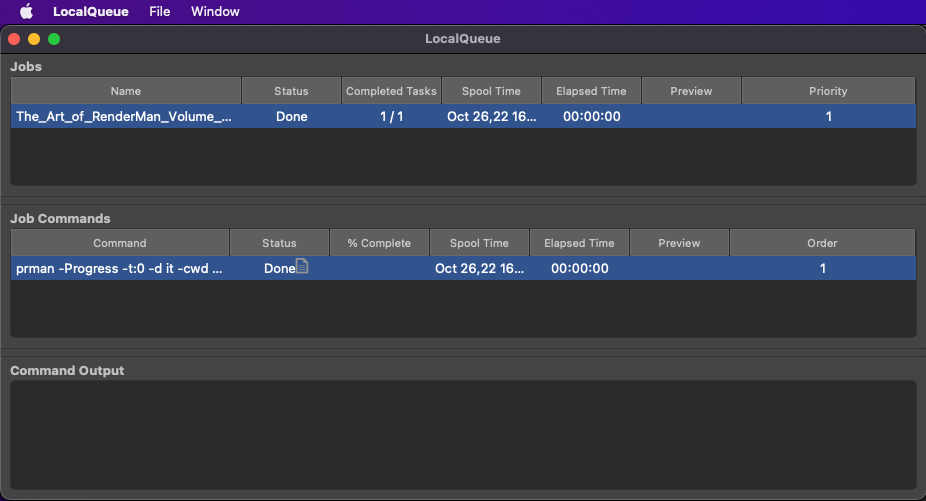 LocalQueue File Window
LocalQueue
Jobs
Name Status Completed Tasks Spool Time Elapsed Time Preview Priority
The_Art_of_RenderMan_Volume_... Done 1 / 1 Oct 26,22 16... 00:00:00 1
Job Commands
Command Status % Complete Spool Time Elapsed Time Preview Order
prman -Progress -t:0 -d it -cwd ... Done Oct 26,22 16... 00:00:00 1
Command Output